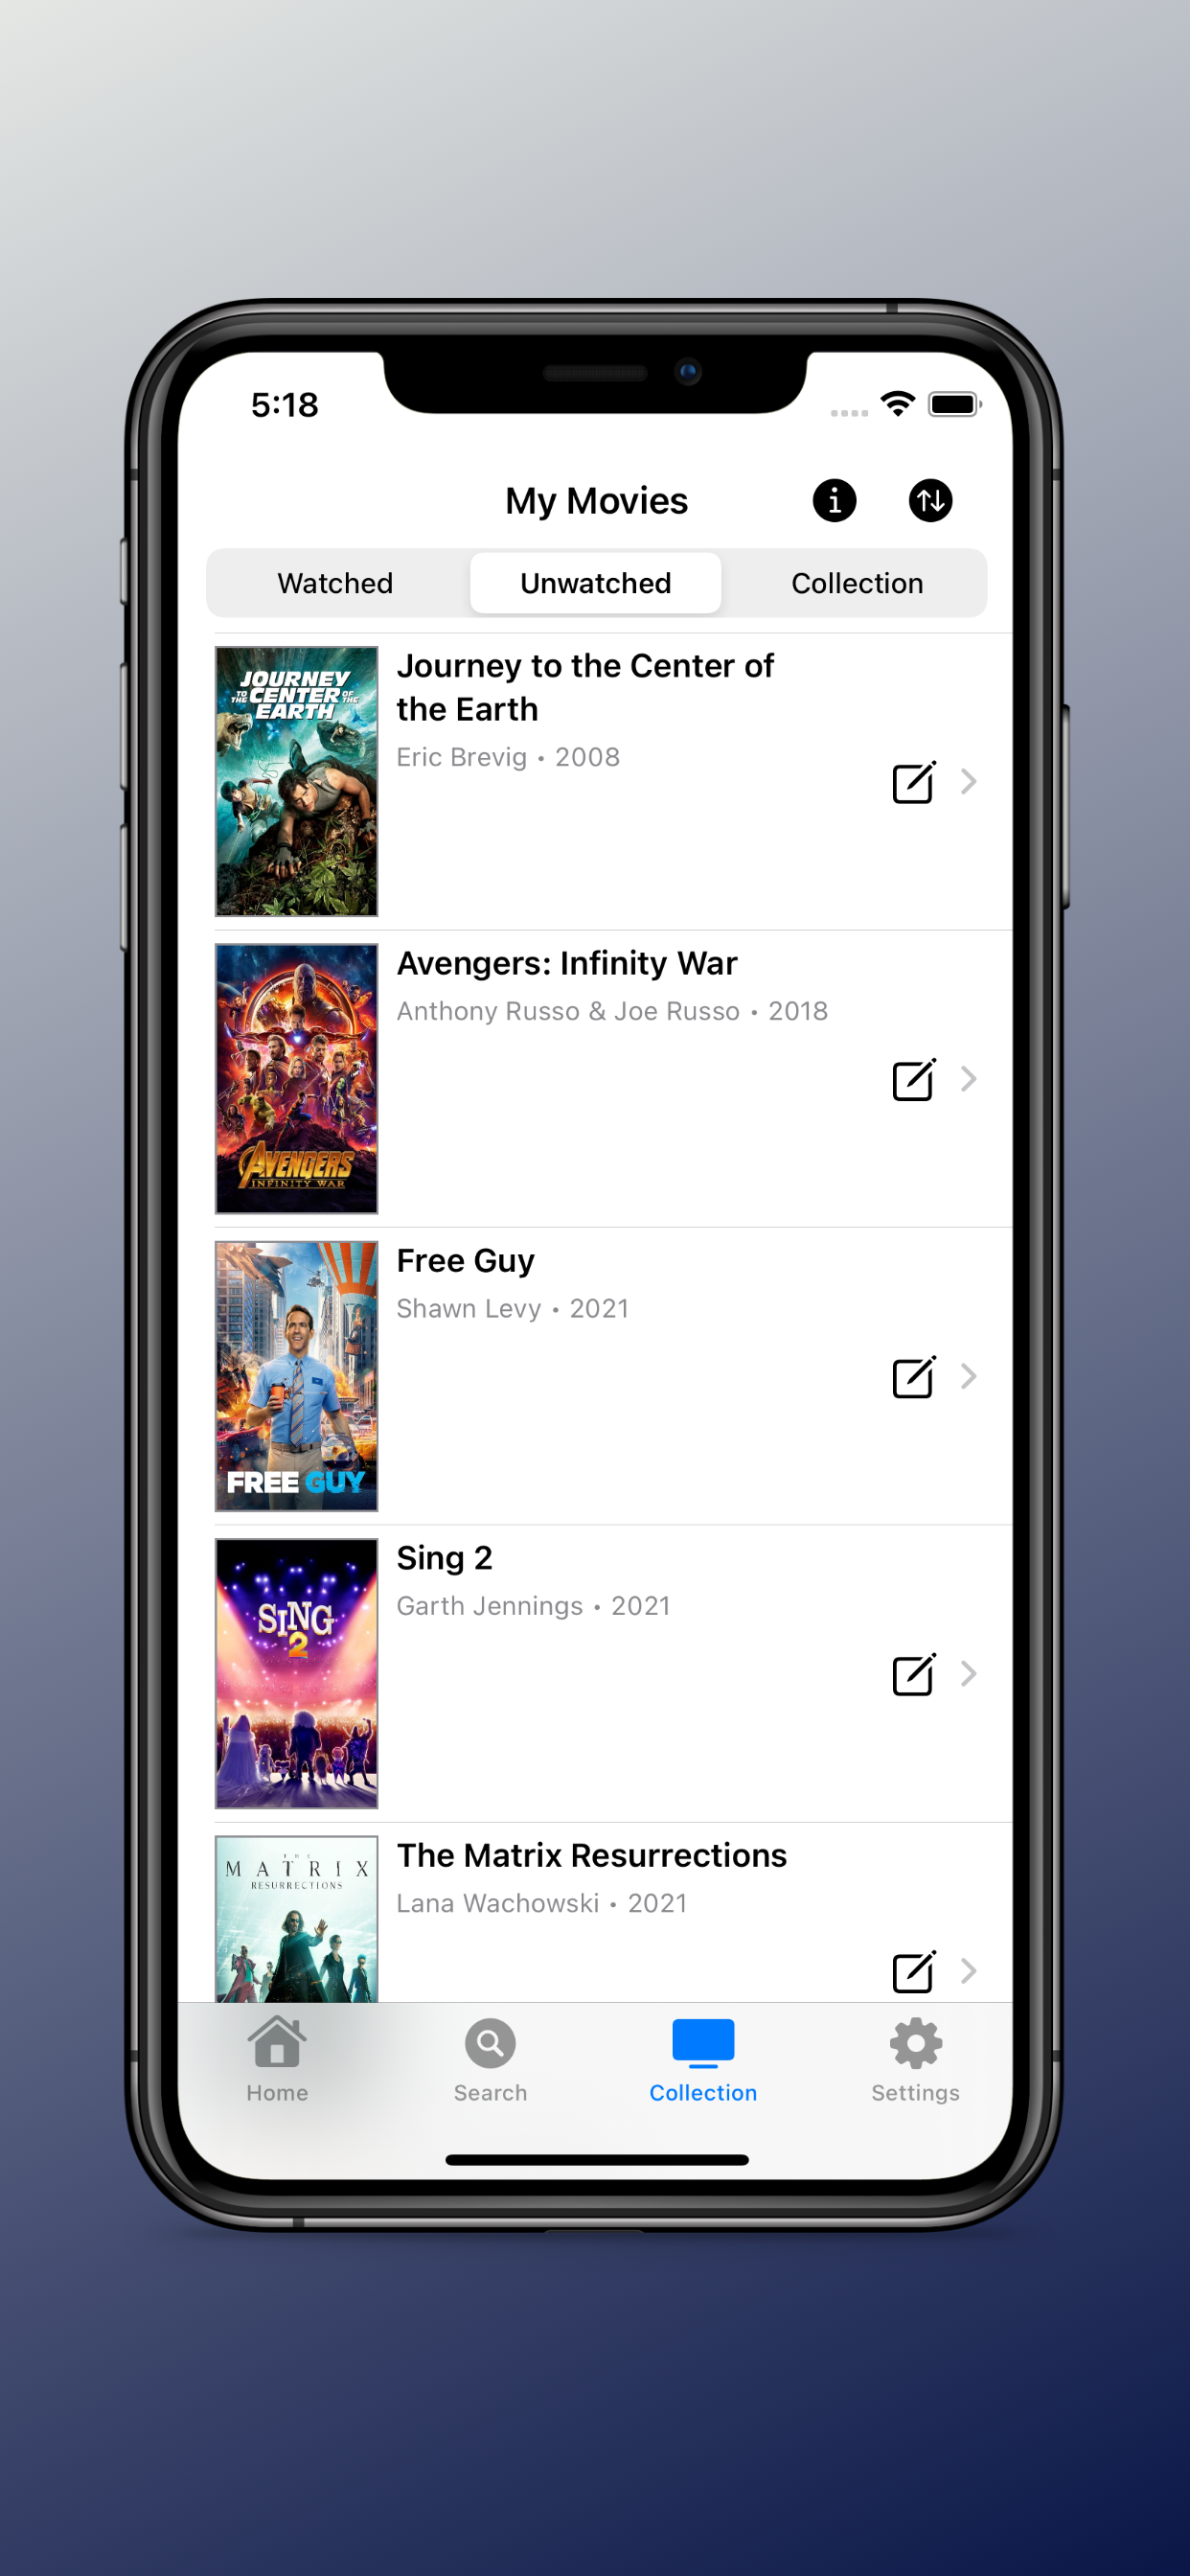 5:18
My Movies
Watched
Unwatched
Collection
JOURNEY
TO THE CENTER OF THE
EARTH
Journey to the Center of
the Earth
Eric Brevig • 2008
AVENGERS
INFINITY WAR
Avengers: Infinity War
Anthony Russo & Joe Russo • 2018
FREE GUY
Free Guy
Shawn Levy • 2021
SING
2
Sing 2
Garth Jennings • 2021
THE
MATRIX
RESURRECTIONS
The Matrix Resurrections
Lana Wachowski • 2021
Home
Search
Collection
Settings